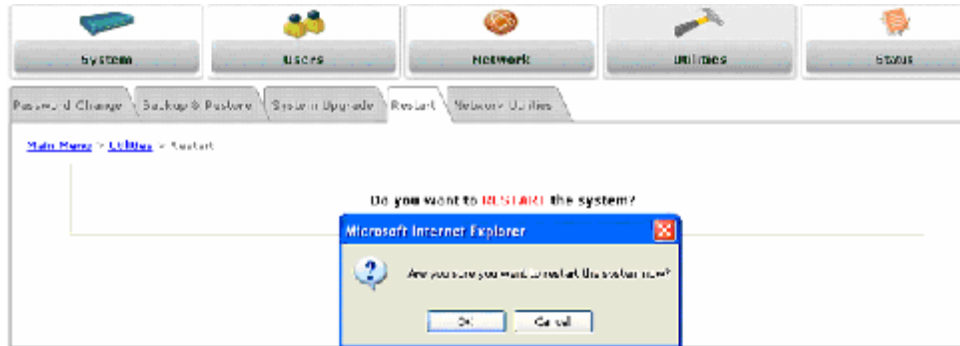 System Users Network Utilities Status
Password Change Backup & Restore System Upgrade Restart Network Utilities
Main Menu > Utilities > Restart
Do you want to RESTART the system?
Microsoft Internet Explorer
Are you sure you want to restart the system now?
OK Cancel